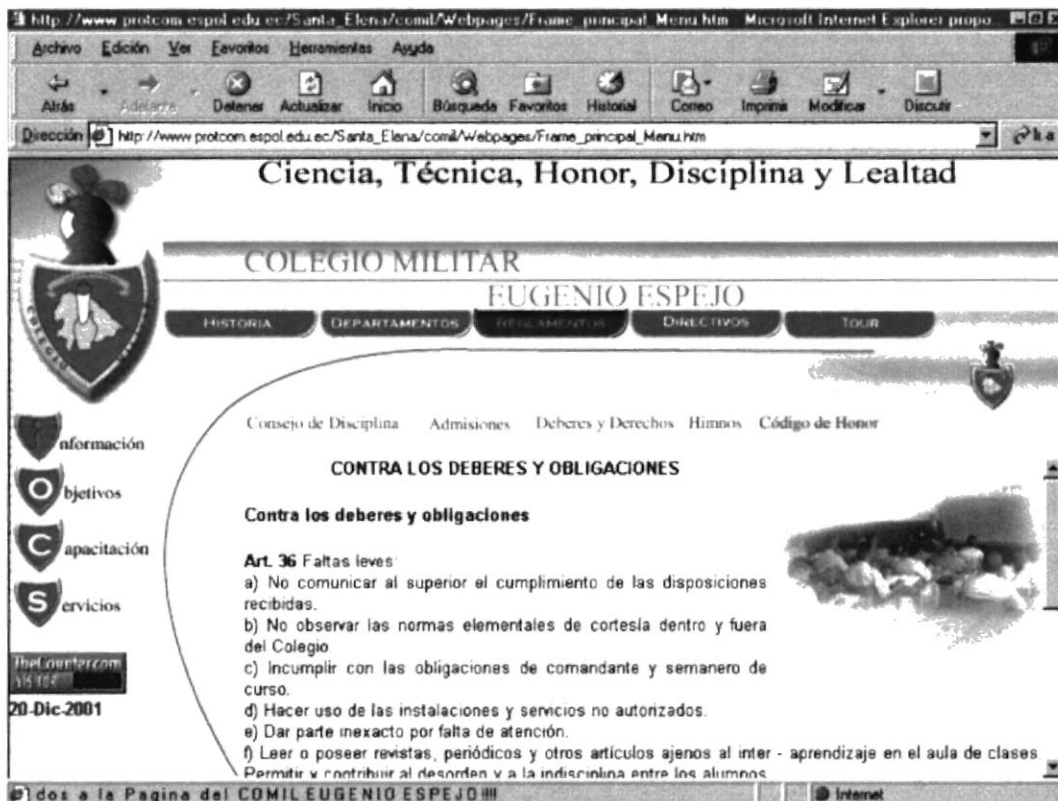 http://www.protcom.espol.edu.ec/Santa_Elena/comil/Webpages/Frame_principal_Menu.htm - Microsoft Internet Explorer propo...
Archivo Edición Ver Favoritos Herramientas Ayuda
Atrás Adelante Detener Actualizar Inicio Búsqueda Favoritos Historial Correo Imprimir Modificar Discutir
Dirección http://www.protcom.espol.edu.ec/Santa_Elena/comil/Webpages/Frame_principal_Menu.htm
Ciencia, Técnica, Honor, Disciplina y Lealtad
COLEGIO MILITAR
EUGENIO ESPEJO
HISTORIA DEPARTAMENTOS REGLAMENTOS DIRECTIVOS TOUR
COLEGIO
Consejo de Disciplina Admisiones Deberes y Derechos Himnos Código de Honor
Información
Objetivos
Capacitación
Servicios
TheCounter.com
20-Dic-2001
CONTRA LOS DEBERES Y OBLIGACIONES
Contra los deberes y obligaciones
Art. 36 Faltas leves:
a) No comunicar al superior el cumplimiento de las disposiciones
recibidas.
b) No observar las normas elementales de cortesía dentro y fuera
del Colegio.
c) Incumplir con las obligaciones de comandante y semanero de
curso.
d) Hacer uso de las instalaciones y servicios no autorizados.
e) Dar parte inexacto por falta de atención.
f) Leer o poseer revistas, periódicos y otros artículos ajenos al inter - aprendizaje en el aula de clases.
Permitir y contribuir al desorden y a la indisciplina entre los alumnos
dos a la Pagina del COMIL EUGENIO ESPEJO!!!!
Internet